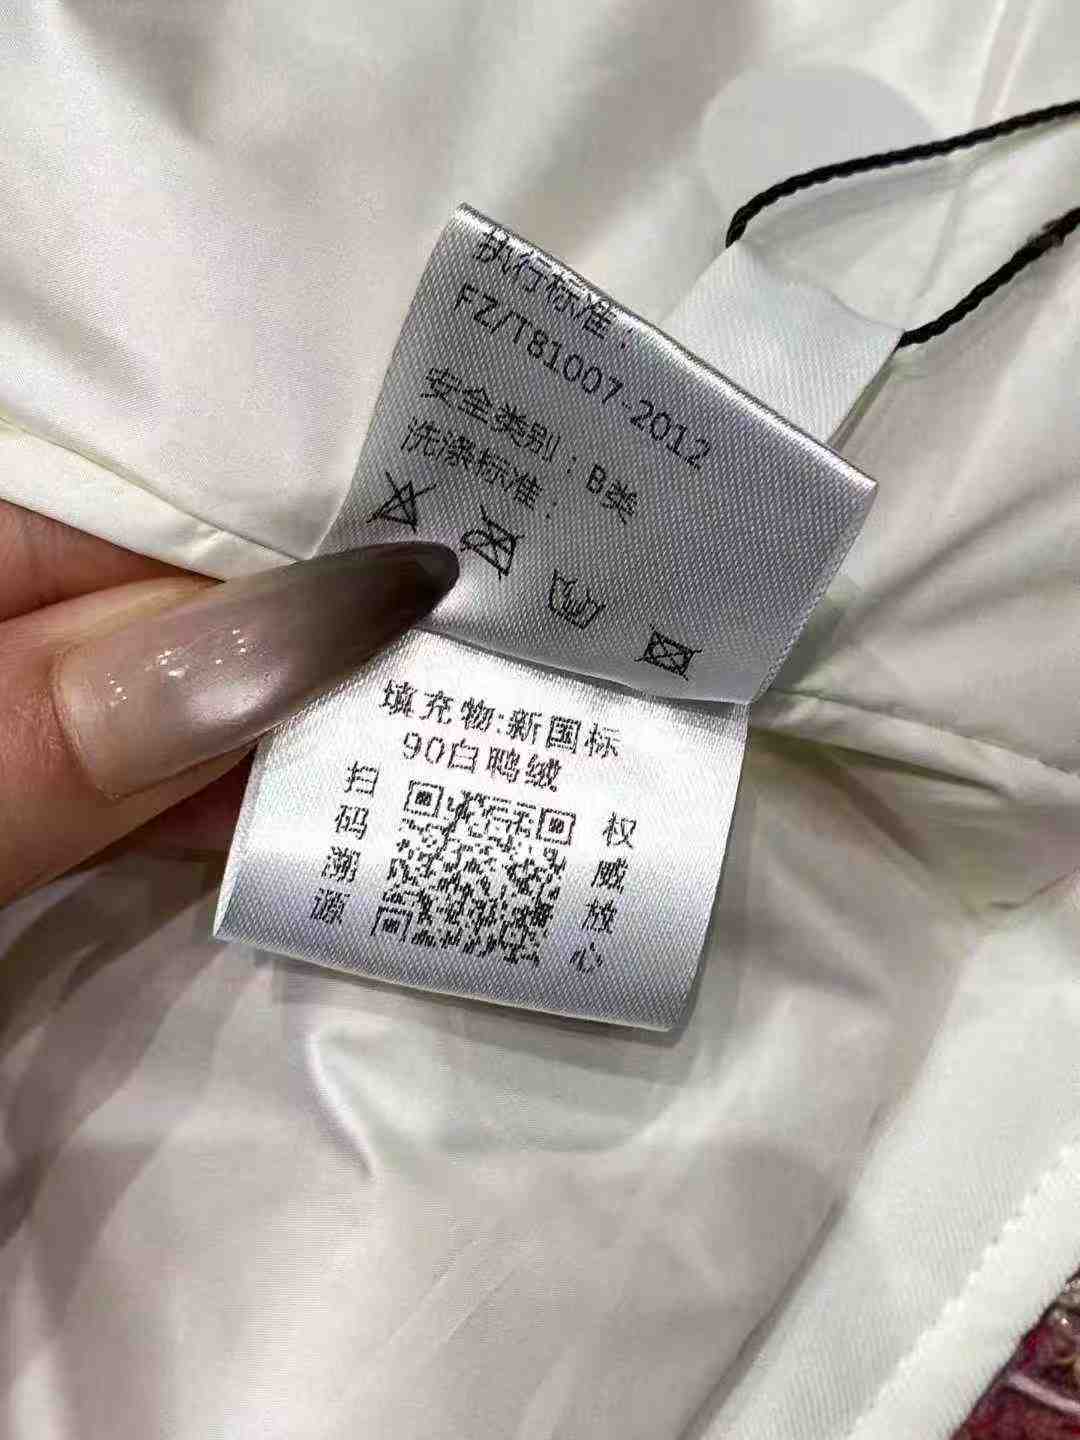 执行标准：
FZ/T81007-2012
安全类别：B类
洗涤标准：
填充物:新国标
90白鸭绒
扫码溯源
权威放心